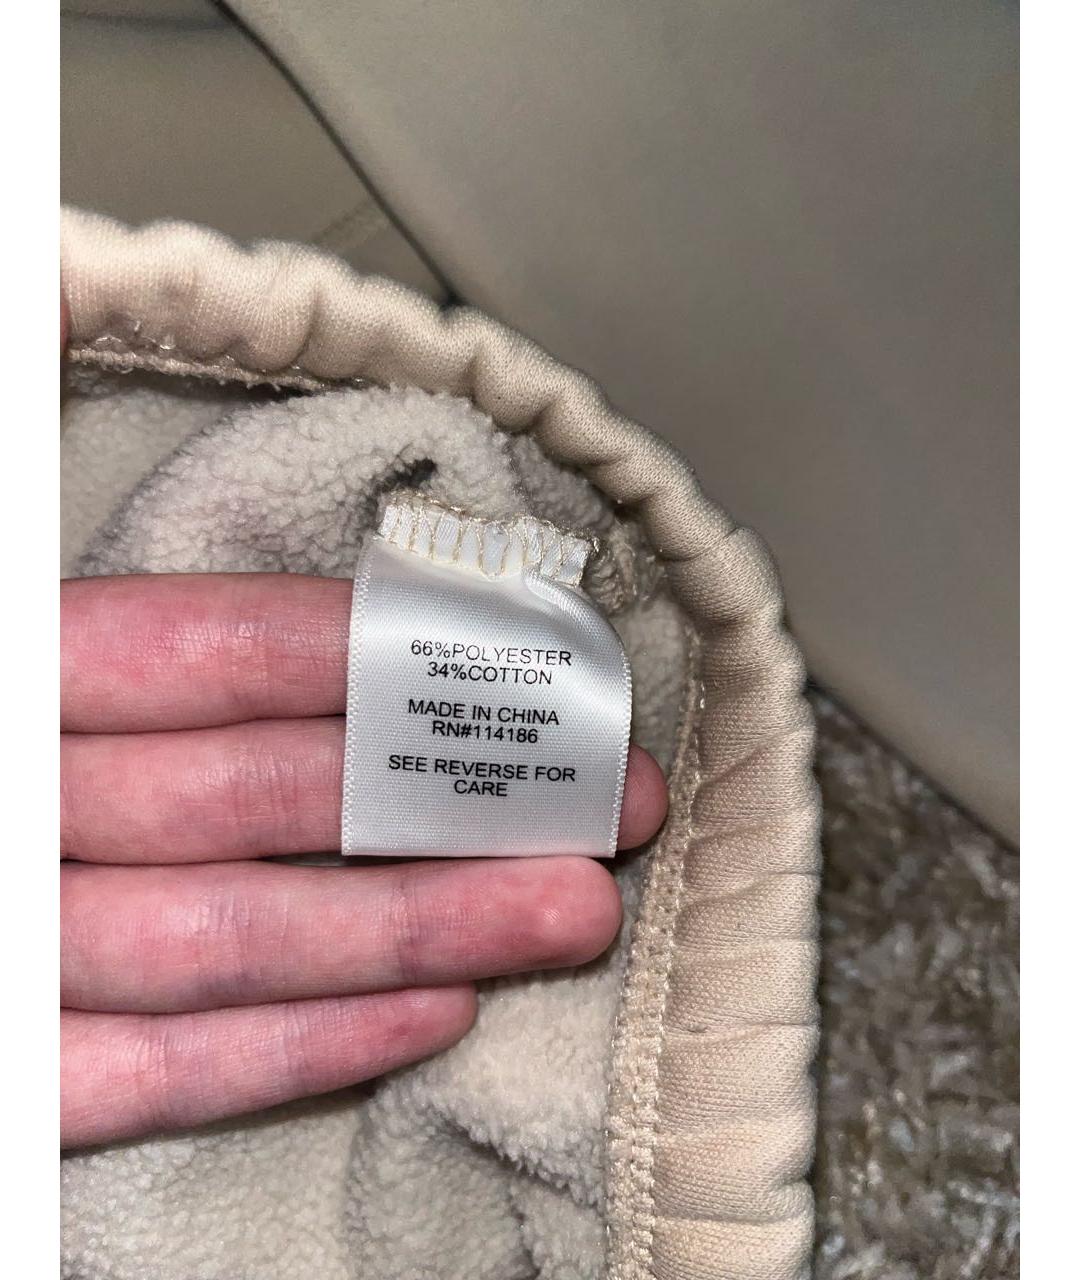 66%POLYESTER
34%COTTON
MADE IN CHINA
RN#114186
SEE REVERSE FOR
CARE